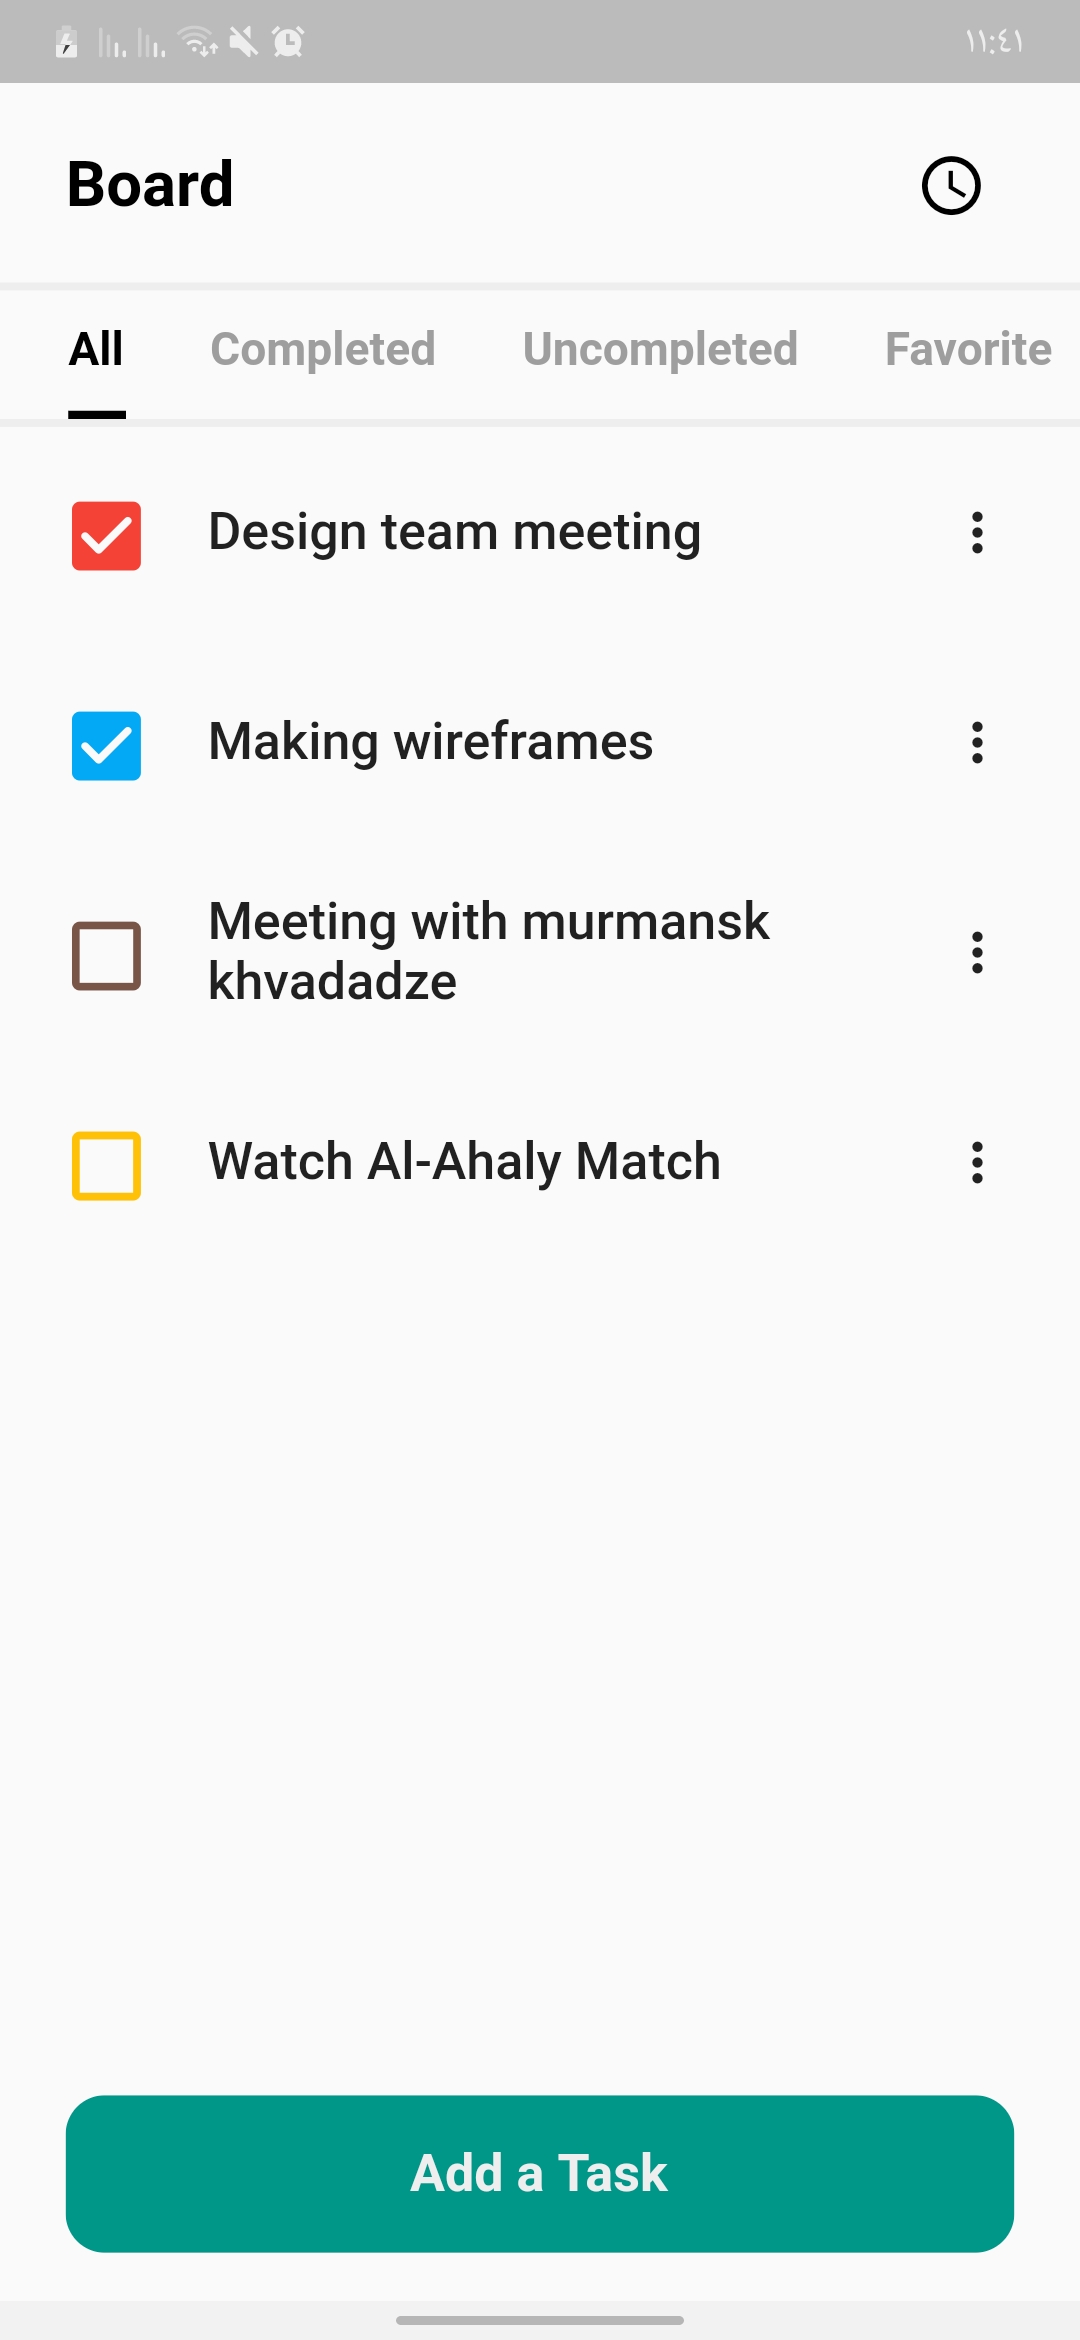 ١١:٤١
Board
All Completed Uncompleted Favorite
Design team meeting
Making wireframes
Meeting with murmansk
khvadadze
Watch Al-Ahaly Match
Add a Task